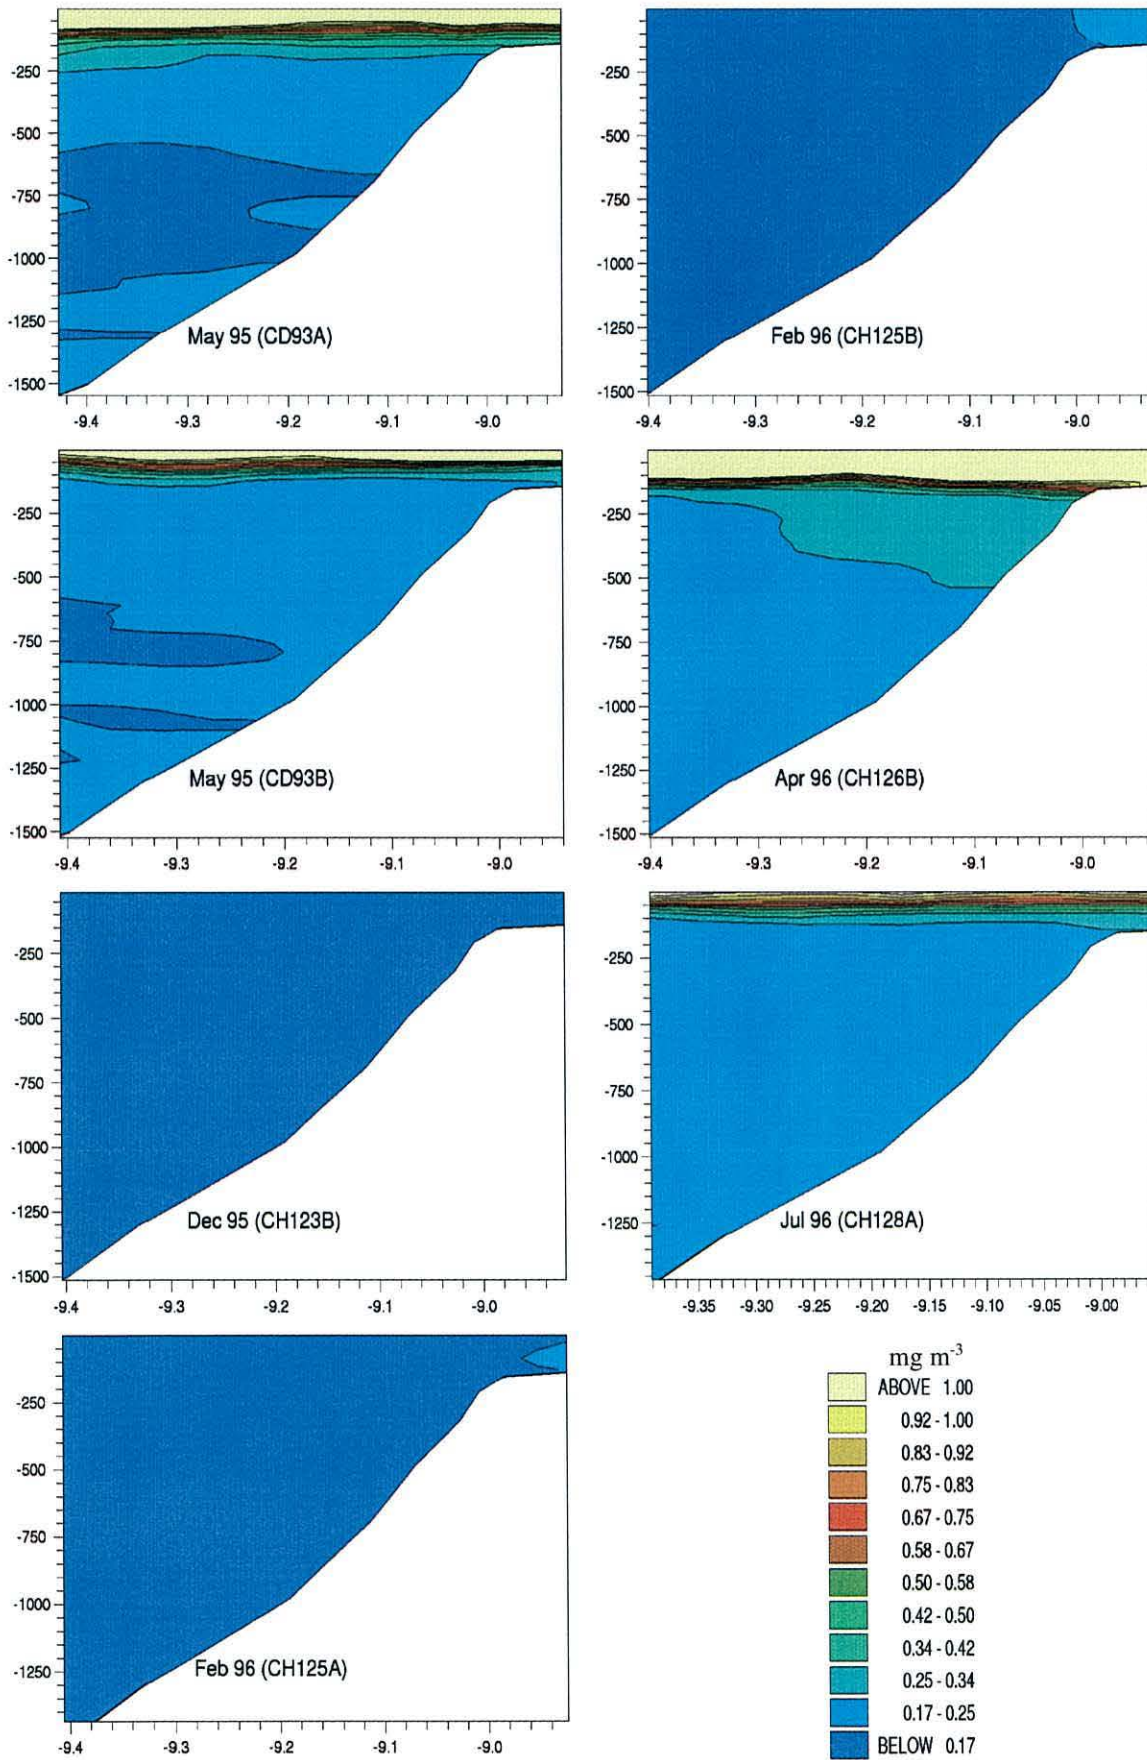 -250
-500
-750
-1000
-1250
-1500
May 95 (CD93A)
-9.4 -9.3 -9.2 -9.1 -9.0
-250
-500
-750
-1000
-1250
-1500
Feb 96 (CH125B)
-9.4 -9.3 -9.2 -9.1 -9.0
-250
-500
-750
-1000
-1250
-1500
May 95 (CD93B)
-9.4 -9.3 -9.2 -9.1 -9.0
-250
-500
-750
-1000
-1250
-1500
Apr 96 (CH126B)
-9.4 -9.3 -9.2 -9.1 -9.0
-250
-500
-750
-1000
-1250
-1500
Dec 95 (CH123B)
-9.4 -9.3 -9.2 -9.1 -9.0
-250
-500
-750
-1000
-1250
Jul 96 (CH128A)
-9.35 -9.30 -9.25 -9.20 -9.15 -9.10 -9.05 -9.00
-250
-500
-750
-1000
-1250
Feb 96 (CH125A)
-9.4 -9.3 -9.2 -9.1 -9.0
mg m⁻³
ABOVE 1.00
0.92 - 1.00
0.83 - 0.92
0.75 - 0.83
0.67 - 0.75
0.58 - 0.67
0.50 - 0.58
0.42 - 0.50
0.34 - 0.42
0.25 - 0.34
0.17 - 0.25
BELOW 0.17